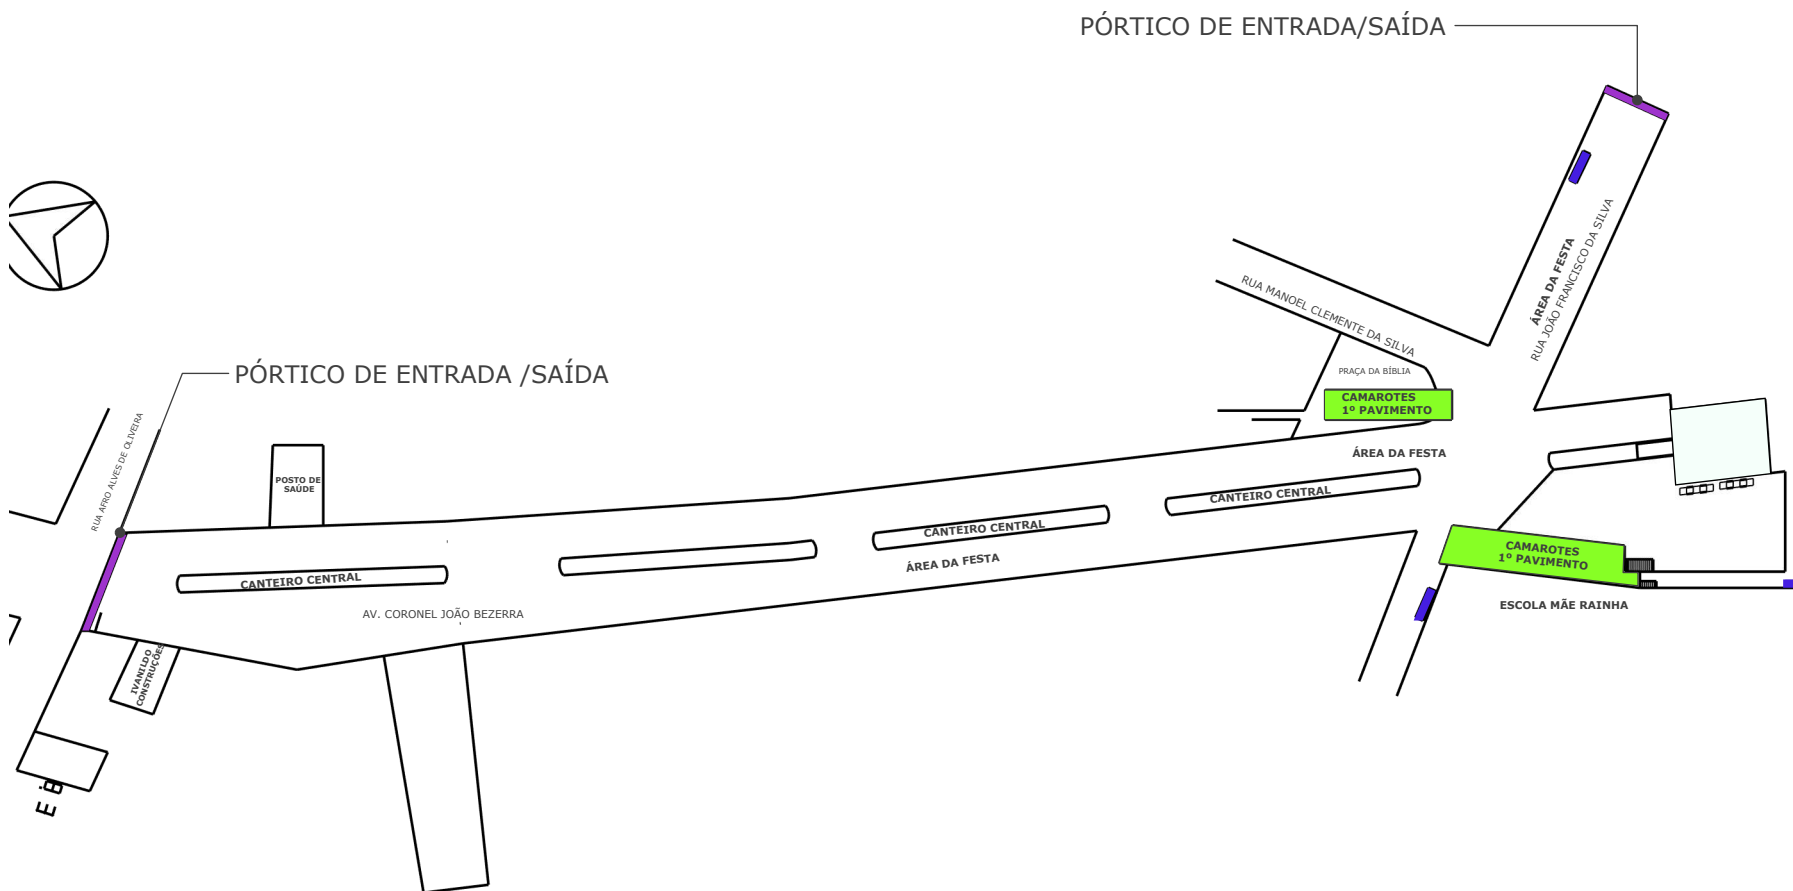 PÓRTICO DE ENTRADA/SAÍDA
ÁREA DA FESTA
RUA JOÃO FRANCISCO DA SILVA
RUA MANOEL CLEMENTE DA SILVA
PRAÇA DA BÍBLIA
CAMAROTES
1º PAVIMENTO
PÓRTICO DE ENTRADA /SAÍDA
RUA AFRO ALVES DE OLIVEIRA
POSTO DE
SAÚDE
ÁREA DA FESTA
CANTEIRO CENTRAL
CANTEIRO CENTRAL
ÁREA DA FESTA
CANTEIRO CENTRAL
AV. CORONEL JOÃO BEZERRA
CAMAROTES
1º PAVIMENTO
ESCOLA MÃE RAINHA
IVANILDO
CONSTRUÇÕES